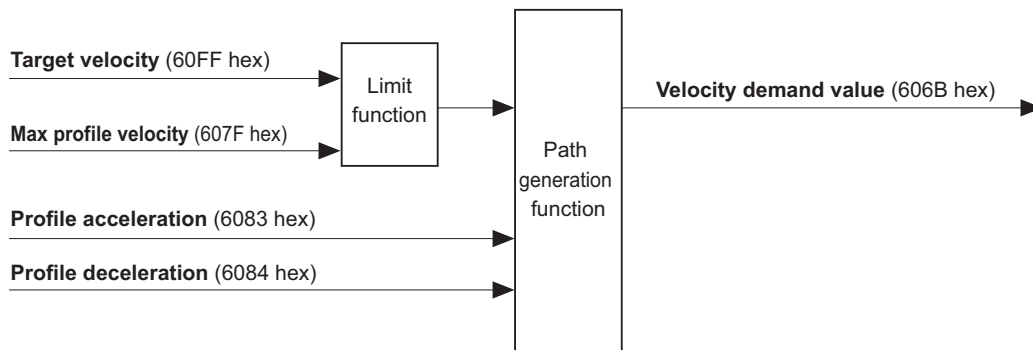 Target velocity (60FF hex)
Limit
function
Max profile velocity (607F hex)
Velocity demand value (606B hex)
Path
generation
function
Profile acceleration (6083 hex)
Profile deceleration (6084 hex)